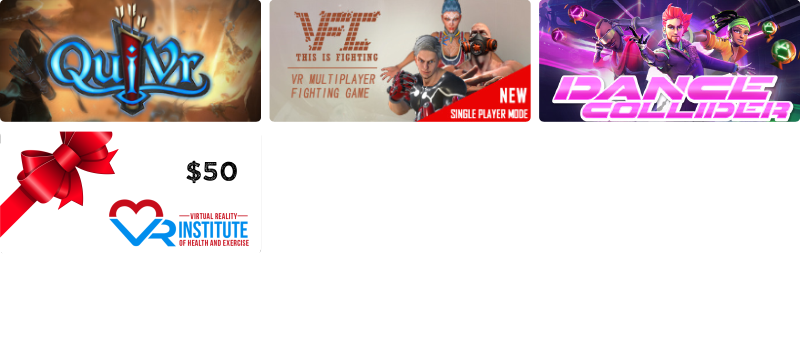 QuiVr
VFC
THIS IS FIGHTING
VR MULTIPLAYER
FIGHTING GAME
NEW
SINGLE PLAYER MODE
DANCE
COLLIDER
$50
VIRTUAL REALITY
VR INSTITUTE
OF HEALTH AND EXERCISE